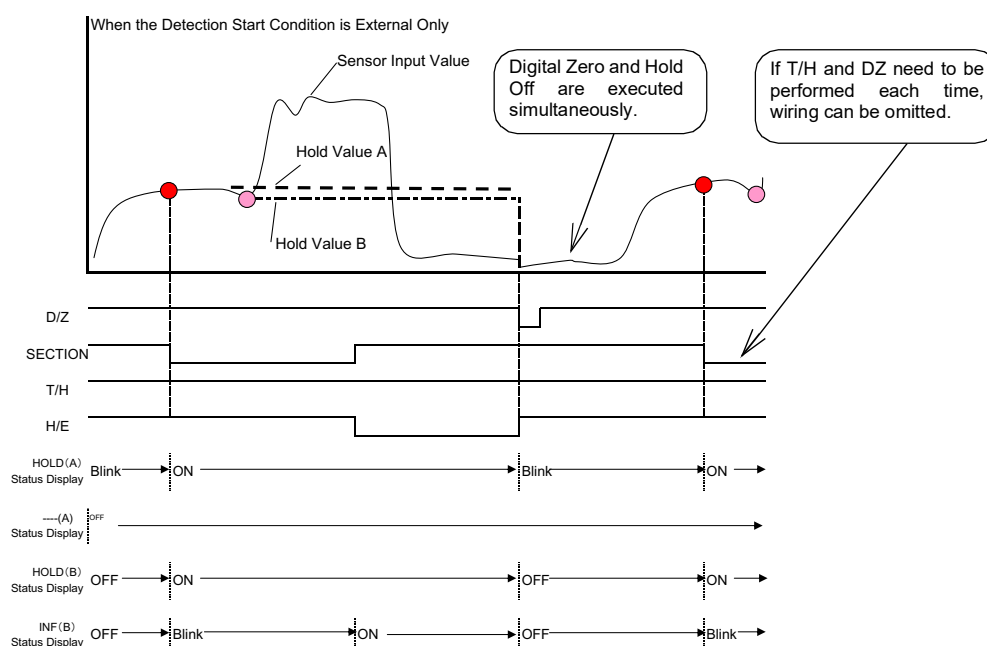 When the Detection Start Condition is External Only
Sensor Input Value
Digital Zero and Hold
Off are executed
simultaneously.
If T/H and DZ need to be
performed each time,
wiring can be omitted.
Hold Value A
Hold Value B
D/Z
SECTION
T/H
H/E
HOLD(A)
Status Display
Blink ON Blink ON
----(A)
Status Display
OFF
HOLD(B)
Status Display
OFF ON OFF ON
INF(B)
Status Display
OFF Blink ON OFF Blink